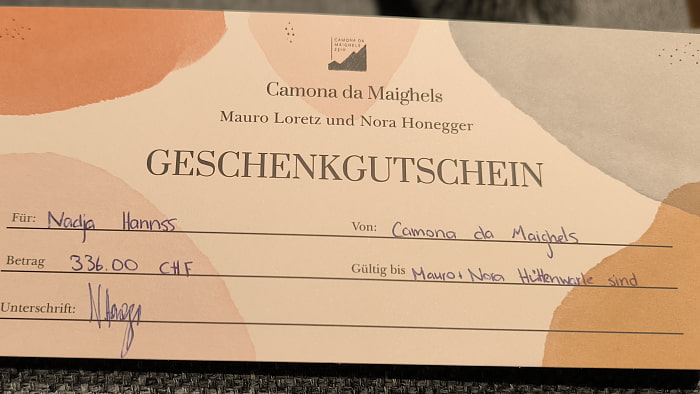 CAMONA DA
MAIGHELS
2310
Camona da Maighels
Mauro Loretz und Nora Honegger
GESCHENKGUTSCHEIN
Für: Nadja Hannss Von: Camona da Maighels
Betrag 336.00 CHF Gültig bis Mauro + Nora Hüttenwarte sind
Unterschrift: